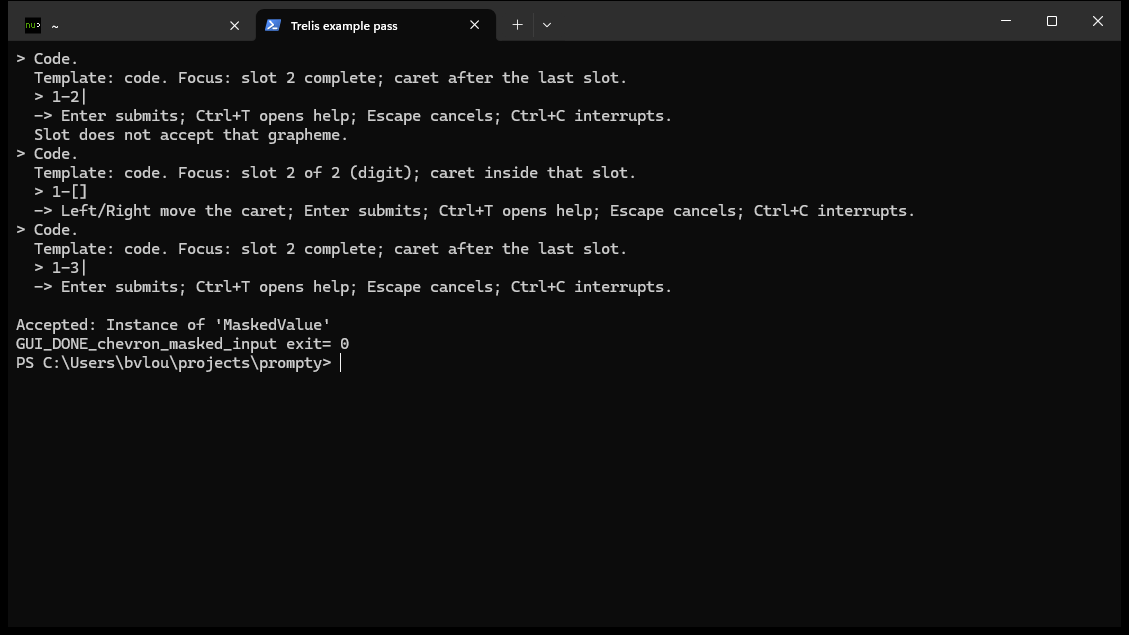 nu> ~
Trelis example pass
> Code.
Template: code. Focus: slot 2 complete; caret after the last slot.
> 1-2|
-> Enter submits; Ctrl+T opens help; Escape cancels; Ctrl+C interrupts.
Slot does not accept that grapheme.
> Code.
Template: code. Focus: slot 2 of 2 (digit); caret inside that slot.
> 1-[]
-> Left/Right move the caret; Enter submits; Ctrl+T opens help; Escape cancels; Ctrl+C interrupts.
> Code.
Template: code. Focus: slot 2 complete; caret after the last slot.
> 1-3|
-> Enter submits; Ctrl+T opens help; Escape cancels; Ctrl+C interrupts.
Accepted: Instance of 'MaskedValue'
GUI_DONE_chevron_masked_input exit= 0
PS C:\Users\bvlou\projects\prompty>